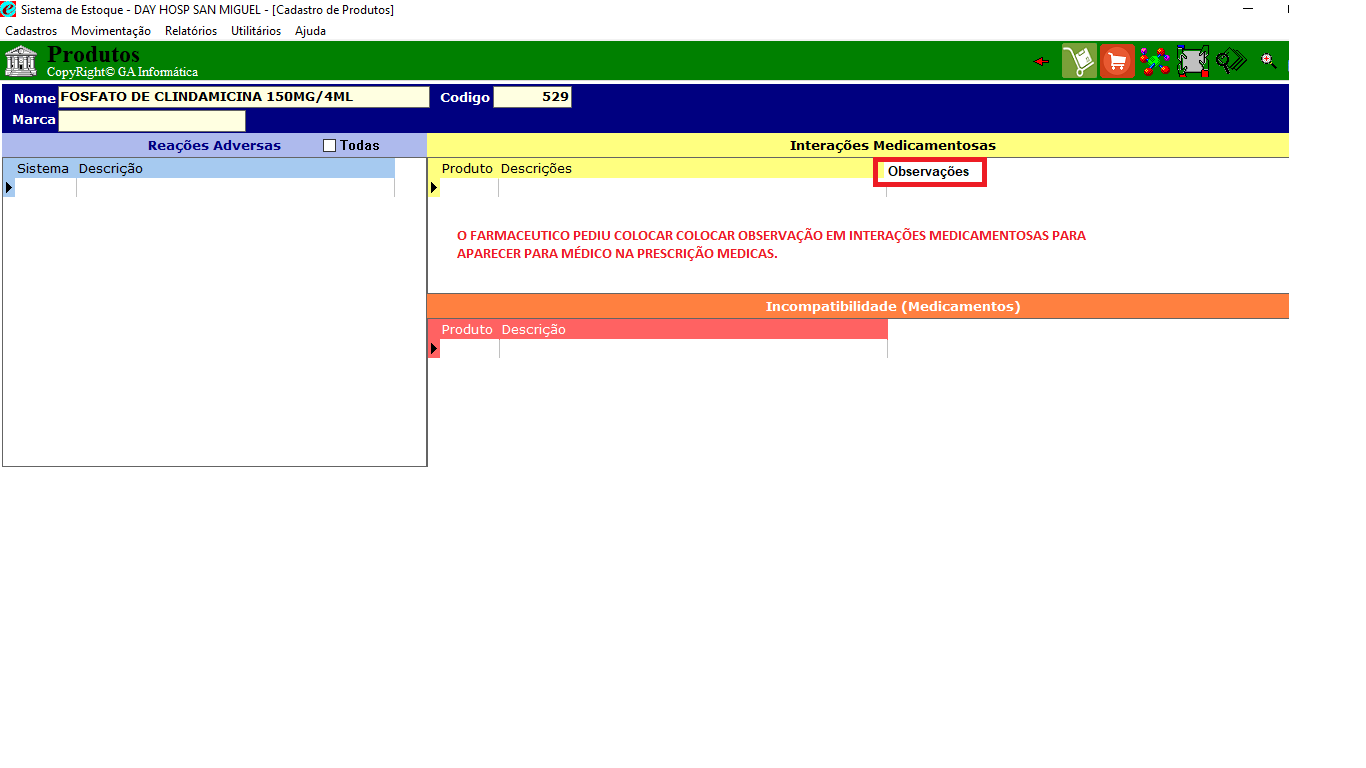 Sistema de Estoque - DAY HOSP SAN MIGUEL - [Cadastro de Produtos]
Cadastros Movimentação Relatórios Utilitários Ajuda
Produtos
CopyRight© GA Informática
Nome FOSFATO DE CLINDAMICINA 150MG/4ML Codigo 529
Marca
Reações Adversas Todas Interações Medicamentosas
Sistema Descrição Produto Descrições Observações
O FARMACEUTICO PEDIU COLOCAR COLOCAR OBSERVAÇÃO EM INTERAÇÕES MEDICAMENTOSAS PARA
APARECER PARA MÉDICO NA PRESCRIÇÃO MEDICAS.
Incompatibilidade (Medicamentos)
Produto Descrição